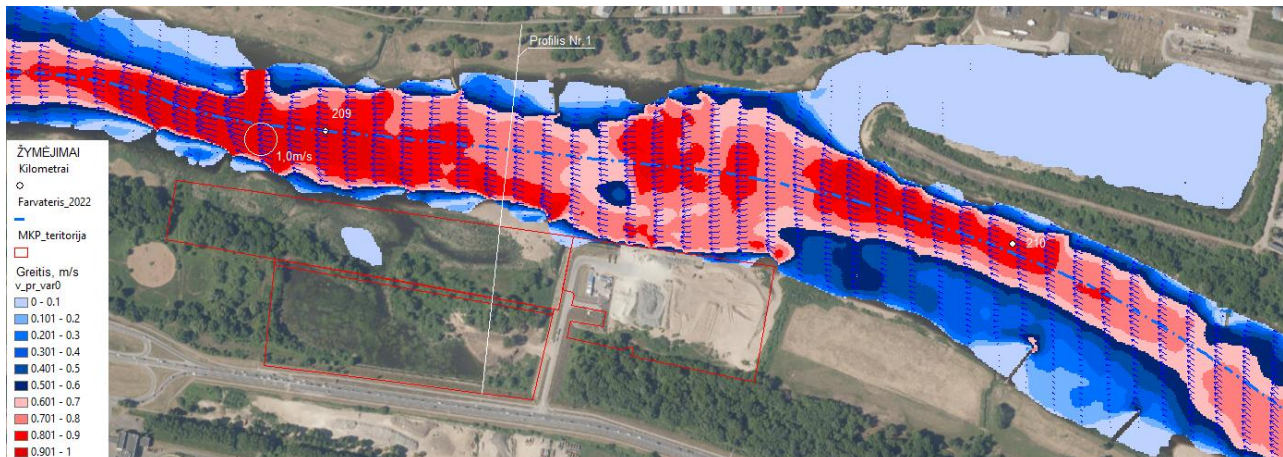 Profilis Nr.1
209
1,0m/s
210
ŽYMĖJIMAI
Kilometrai
Farvateris_2022
MKP_teritorija
Greitis, m/s
v_pr_var0
0 - 0.1
0.101 - 0.2
0.201 - 0.3
0.301 - 0.4
0.401 - 0.5
0.501 - 0.6
0.601 - 0.7
0.701 - 0.8
0.801 - 0.9
0.901 - 1